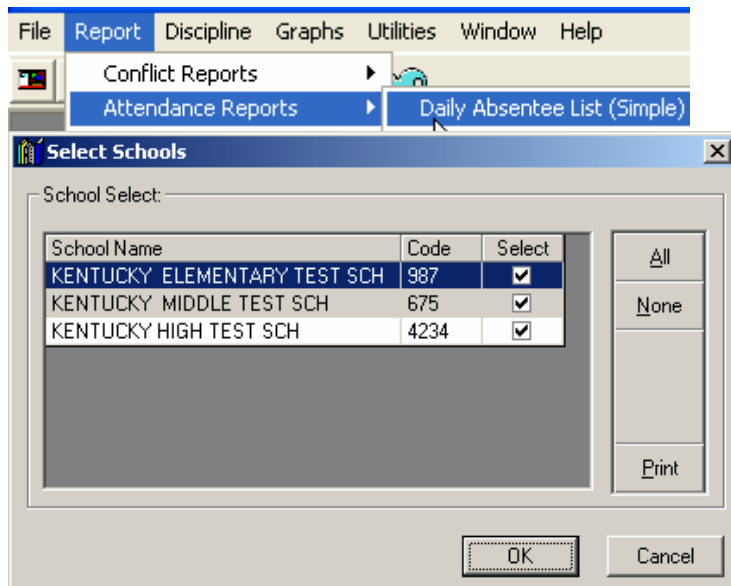 File Report Discipline Graphs Utilities Window Help
Conflict Reports
Attendance Reports Daily Absentee List (Simple)
Select Schools
School Select:
School Name Code Select
KENTUCKY ELEMENTARY TEST SCH 987
KENTUCKY MIDDLE TEST SCH 675
KENTUCKY HIGH TEST SCH 4234
All
None
Print
OK Cancel